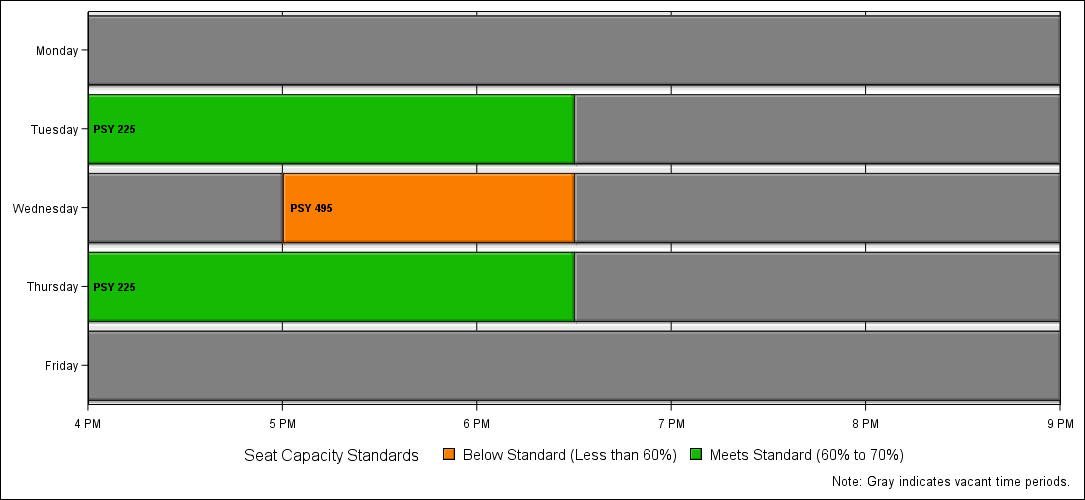 Monday
Tuesday
PSY 225
Wednesday
PSY 495
Thursday
PSY 225
Friday
4 PM 5 PM 6 PM 7 PM 8 PM 9 PM
Seat Capacity Standards Below Standard (Less than 60%) Meets Standard (60% to 70%)
Note: Gray indicates vacant time periods.